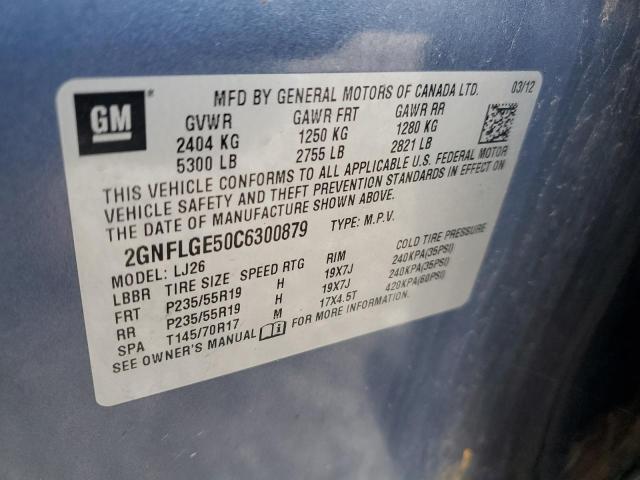 GM®
MFD BY GENERAL MOTORS OF CANADA LTD. 03/12
GVWR GAWR FRT GAWR RR
2404 KG 1250 KG 1280 KG
5300 LB 2755 LB 2821 LB
THIS VEHICLE CONFORMS TO ALL APPLICABLE U.S. FEDERAL MOTOR
VEHICLE SAFETY AND THEFT PREVENTION STANDARDS IN EFFECT ON
THE DATE OF MANUFACTURE SHOWN ABOVE.
2GNFLGE50C6300879 TYPE: M.P.V.
MODEL: LJ26
LBBR TIRE SIZE SPEED RTG RIM COLD TIRE PRESSURE
FRT P235/55R19 H 19X7J 240KPA(35PSI)
RR P235/55R19 H 19X7J 240KPA(35PSI)
SPA T145/70R17 M 17X4.5T 420KPA(60PSI)
SEE OWNER'S MANUAL FOR MORE INFORMATION.